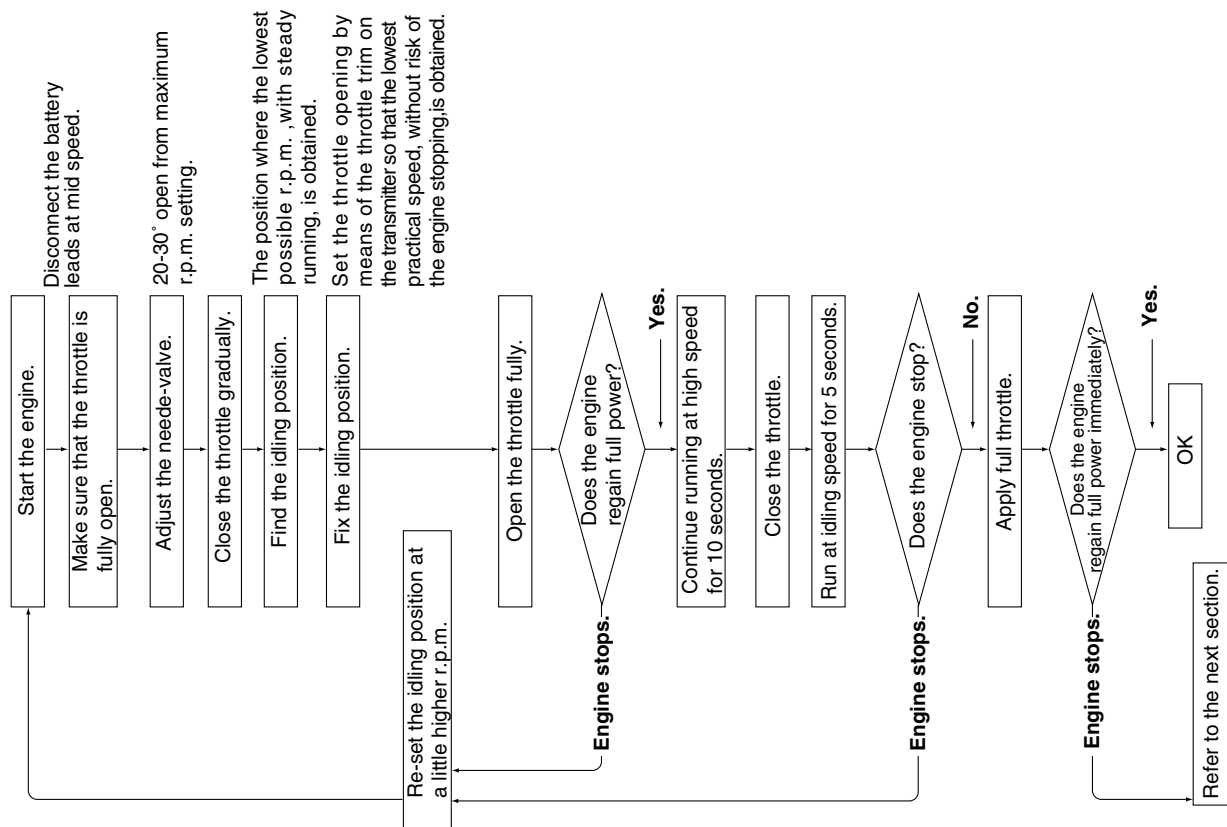 Start the engine.
Disconnect the battery
leads at mid speed.
Make sure that the throttle is
fully open.
Adjust the neede-valve.
20-30° open from maximum
r.p.m. setting.
Close the throttle gradually.
Find the idling position.
The position where the lowest
possible r.p.m. ,with steady
running, is obtained.
Fix the idling position.
Set the throttle opening by
means of the throttle trim on
the transmitter so that the lowest
practical speed, without risk of
the engine stopping,is obtained.
Re-set the idling position at
a little higher r.p.m.
Open the throttle fully.
Does the engine
regain full power?
Engine stops.
Yes.
Continue running at high speed
for 10 seconds.
Close the throttle.
Run at idling speed for 5 seconds.
Does the engine stop?
Engine stops.
No.
Apply full throttle.
Does the engine
regain full power immediately?
Engine stops.
Yes.
Refer to the next section.
OK